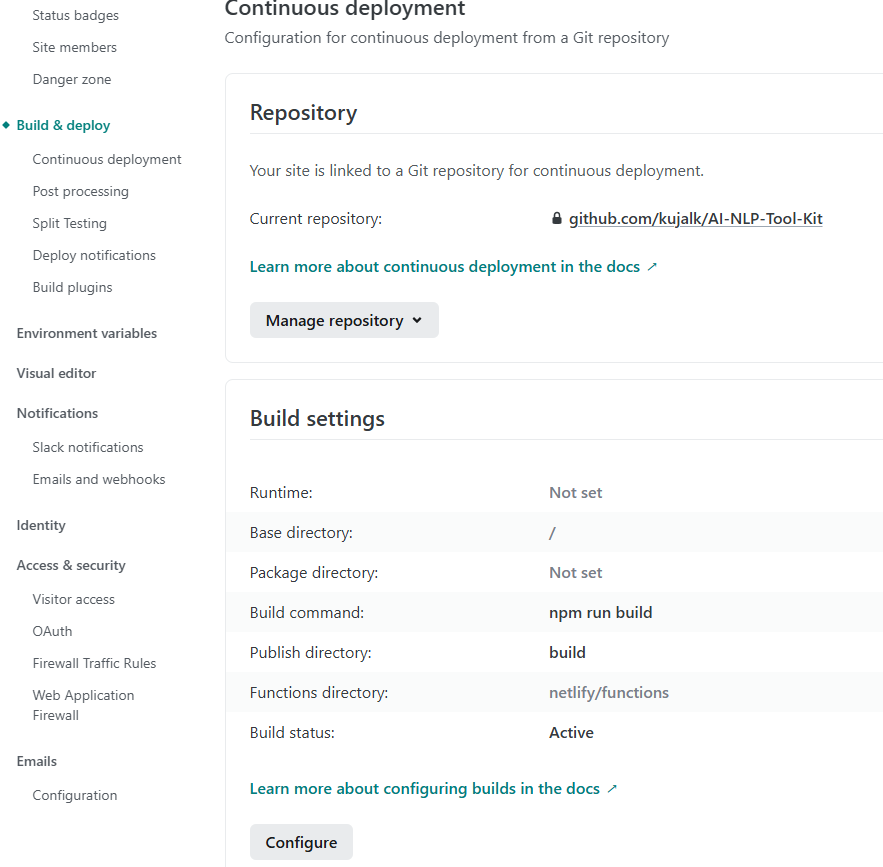 Status badges
Site members
Danger zone
Build & deploy
Continuous deployment
Post processing
Split Testing
Deploy notifications
Build plugins
Environment variables
Visual editor
Notifications
Slack notifications
Emails and webhooks
Identity
Access & security
Visitor access
OAuth
Firewall Traffic Rules
Web Application
Firewall
Emails
Configuration
Continuous deployment
Configuration for continuous deployment from a Git repository
Repository
Your site is linked to a Git repository for continuous deployment.
Current repository: github.com/kujalk/AI-NLP-Tool-Kit
Learn more about continuous deployment in the docs ↗
Manage repository
Build settings
Runtime: Not set
Base directory: /
Package directory: Not set
Build command: npm run build
Publish directory: build
Functions directory: netlify/functions
Build status: Active
Learn more about configuring builds in the docs ↗
Configure